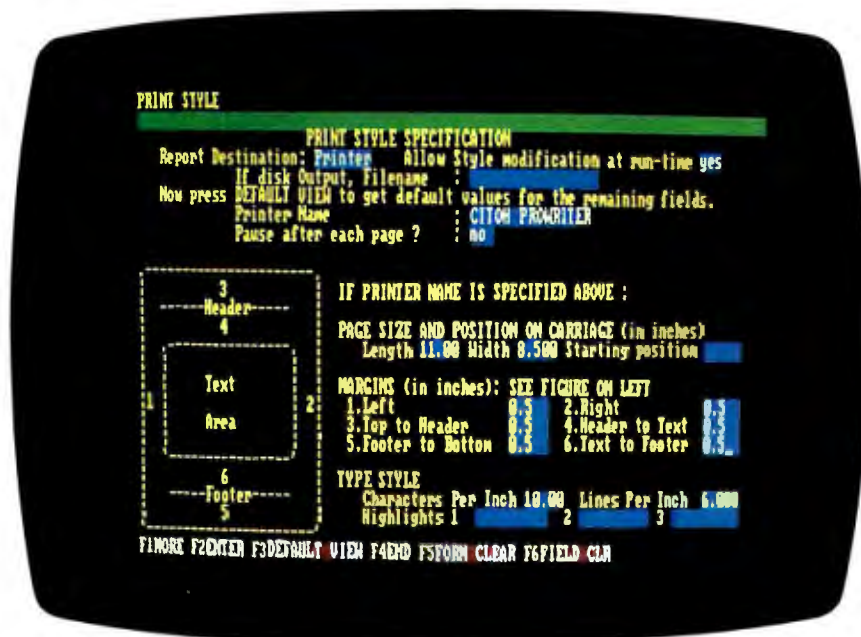 PRINT STYLE
PRINT STYLE SPECIFICATION
Report Destination: Printer Allow Style modification at run-time yes
If disk Output, Filename :
Now press DEFAULT VIEW to get default values for the remaining fields.
Printer Name : CITOH PROWRITER
Pause after each page ? : no
3
Header
4
Text
Area
1
2
6
Footer
5
IF PRINTER NAME IS SPECIFIED ABOVE :
PAGE SIZE AND POSITION ON CARRIAGE (in inches)
Length 11.00 Width 8.500 Starting position
MARGINS (in inches): SEE FIGURE ON LEFT
1.Left 0.5 2.Right 0.5
3.Top to Header 0.5 4.Header to Text 0.5
5.Footer to Bottom 0.5 6.Text to Footer 0.5
TYPE STYLE
Characters Per Inch 10.00 Lines Per Inch 6.000
Highlights 1 2 3
F1MORE F2ENTER F3DEFAULT VIEW F4END F5FORM CLEAR F6FIELD CLR